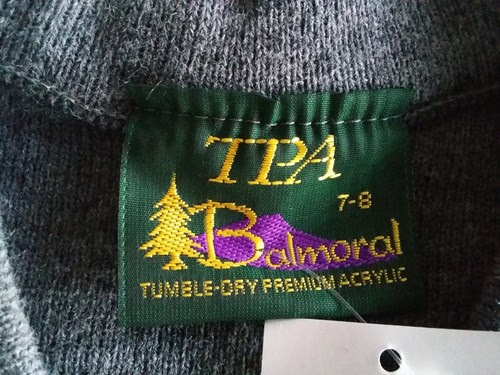 TPA
7-8
Balmoral
TUMBLE-DRY PREMIUM ACRYLIC